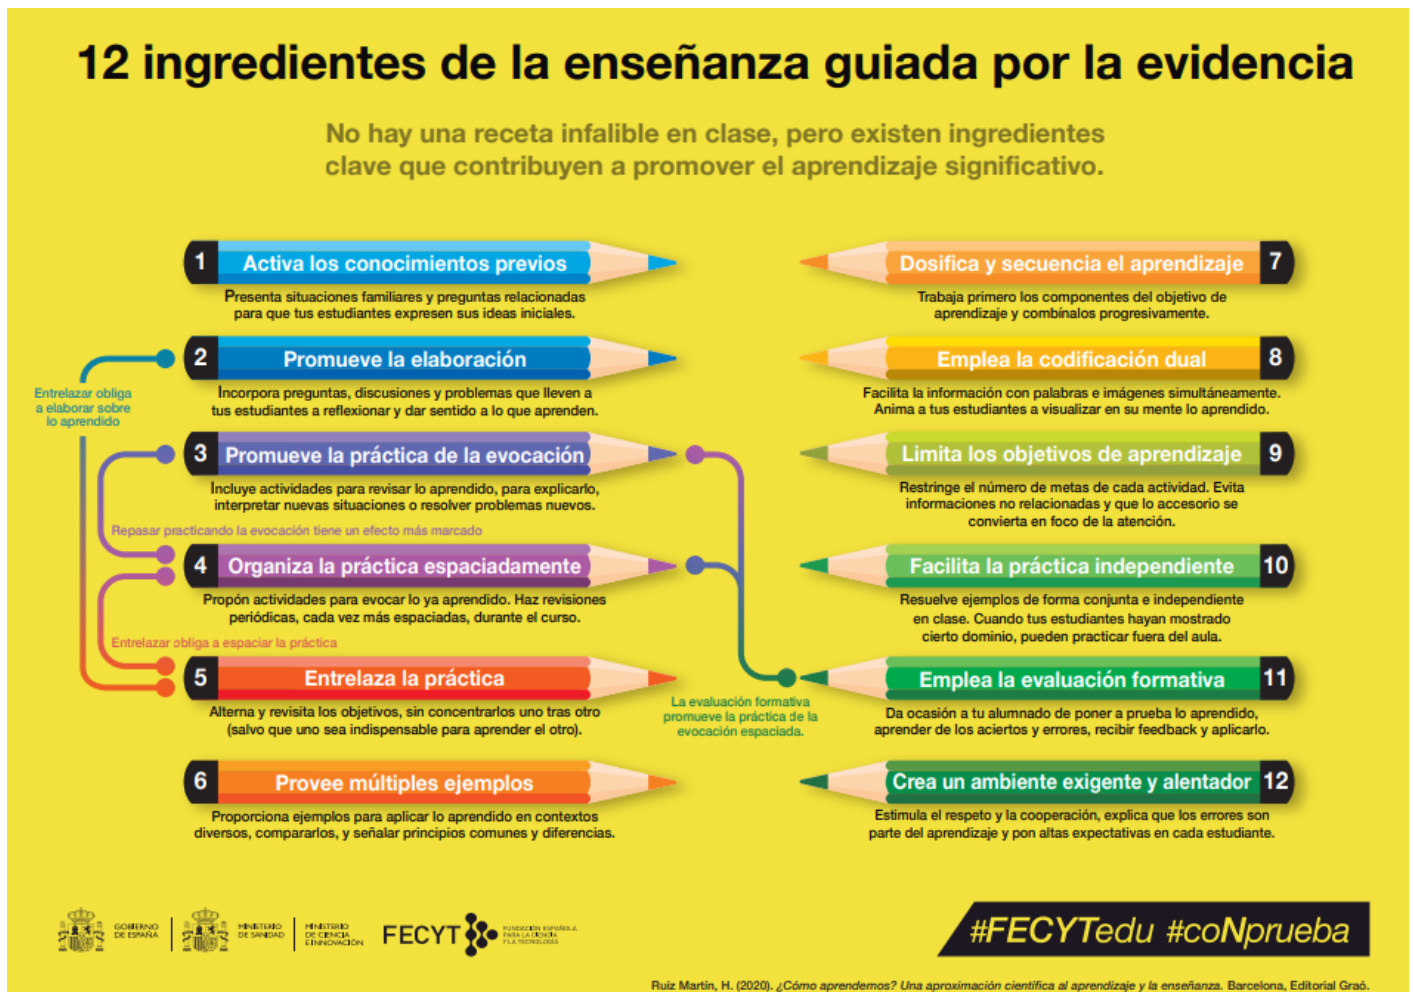 12 ingredientes de la enseñanza guiada por la evidencia
No hay una receta infalible en clase, pero existen ingredientes
clave que contribuyen a promover el aprendizaje significativo.
1 Activa los conocimientos previos
Presenta situaciones familiares y preguntas relacionadas
para que tus estudiantes expresen sus ideas iniciales.
2 Promueve la elaboración
Incorpora preguntas, discusiones y problemas que lleven a
tus estudiantes a reflexionar y dar sentido a lo que aprenden.
Entrelazar obliga
a elaborar sobre
lo aprendido
3 Promueve la práctica de la evocación
Incluye actividades para revisar lo aprendido, para explicarlo,
interpretar nuevas situaciones o resolver problemas nuevos.
Repasar practicando la evocación tiene un efecto más marcado
4 Organiza la práctica espaciadamente
Propón actividades para evocar lo ya aprendido. Haz revisiones
periódicas, cada vez más espaciadas, durante el curso.
Entrelazar obliga a espaciar la práctica
5 Entrelaza la práctica
Alterna y revisita los objetivos, sin concentrarlos uno tras otro
(salvo que uno sea indispensable para aprender el otro).
6 Provee múltiples ejemplos
Proporciona ejemplos para aplicar lo aprendido en contextos
diversos, compararlos, y señalar principios comunes y diferencias.
Dosifica y secuencia el aprendizaje 7
Trabaja primero los componentes del objetivo de
aprendizaje y combínalos progresivamente.
Emplea la codificación dual 8
Facilita la información con palabras e imágenes simultáneamente.
Anima a tus estudiantes a visualizar en su mente lo aprendido.
Limita los objetivos de aprendizaje 9
Restringe el número de metas de cada actividad. Evita
informaciones no relacionadas y que lo accesorio se
convierta en foco de la atención.
Facilita la práctica independiente 10
Resuelve ejemplos de forma conjunta e independiente
en clase. Cuando tus estudiantes hayan mostrado
cierto dominio, pueden practicar fuera del aula.
Emplea la evaluación formativa 11
La evaluación formativa
promueve la práctica de la
evocación espaciada.
Da ocasión a tu alumnado de poner a prueba lo aprendido,
aprender de los aciertos y errores, recibir feedback y aplicarlo.
Crea un ambiente exigente y alentador 12
Estimula el respeto y la cooperación, explica que los errores son
parte del aprendizaje y pon altas expectativas en cada estudiante.
GOBIERNO
DE ESPAÑA
MINISTERIO
DE SANIDAD
MINISTERIO
DE CIENCIA
E INNOVACIÓN
FECYT
FUNDACIÓN ESPAÑOLA
PARA LA CIENCIA
Y LA TECNOLOGÍA
#FECYTedu #coNprueba
Ruiz Martín, H. (2020). ¿Cómo aprendemos? Una aproximación científica al aprendizaje y la enseñanza. Barcelona, Editorial Graó.